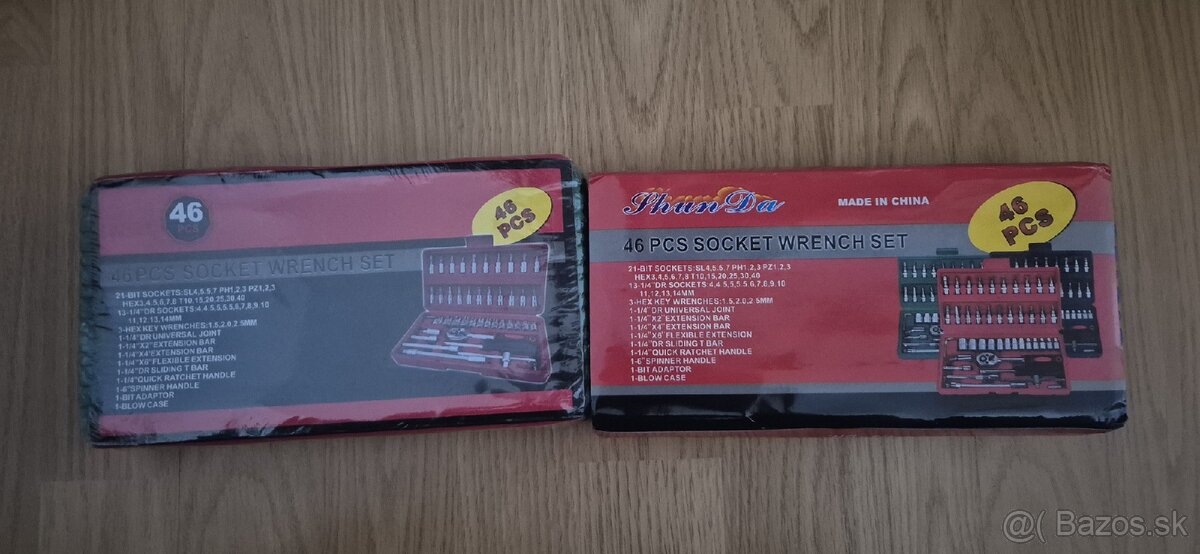 46
PCS
46
PCS
46 PCS SOCKET WRENCH SET
21-BIT SOCKETS:SL4,5.5,7 PH1,2,3 PZ1,2,3
HEX3,4,5,6,7,8 T10,15,20,25,30,40
13-1/4"DR SOCKETS:4,4.5,5,5.5,6,7,8,9,10
11,12,13,14MM
3-HEX KEY WRENCHES:1.5,2.0,2.5MM
1-1/4"DR UNIVERSAL JOINT
1-1/4"X2"EXTENSION BAR
1-1/4"X4"EXTENSION BAR
1-1/4"X6"FLEXIBLE EXTENSION
1-1/4"DR SLIDING T BAR
1-1/4"QUICK RATCHET HANDLE
1-6"SPINNER HANDLE
1-BIT ADAPTOR
1-BLOW CASE
ShunDa
MADE IN CHINA
46
PCS
46 PCS SOCKET WRENCH SET
21-BIT SOCKETS:SL4,5.5,7 PH1,2,3 PZ1,2,3
HEX3,4,5,6,7,8 T10,15,20,25,30,40
13-1/4" DR SOCKETS: 4,4.5,5,5.5,6,7,8,9,10
11,12,13,14MM
3-HEX KEY WRENCHES:1.5,2.0,2.5MM
1-1/4"DR UNIVERSAL JOINT
1-1/4"X2"EXTENSION BAR
1-1/4"X4"EXTENSION BAR
1-1/4"X6"FLEXIBLE EXTENSION
1-1/4"DR SLIDING T BAR
1-1/4"QUICK RATCHET HANDLE
1-6"SPINNER HANDLE
1-BIT ADAPTOR
1-BLOW CASE
@( Bazos.sk